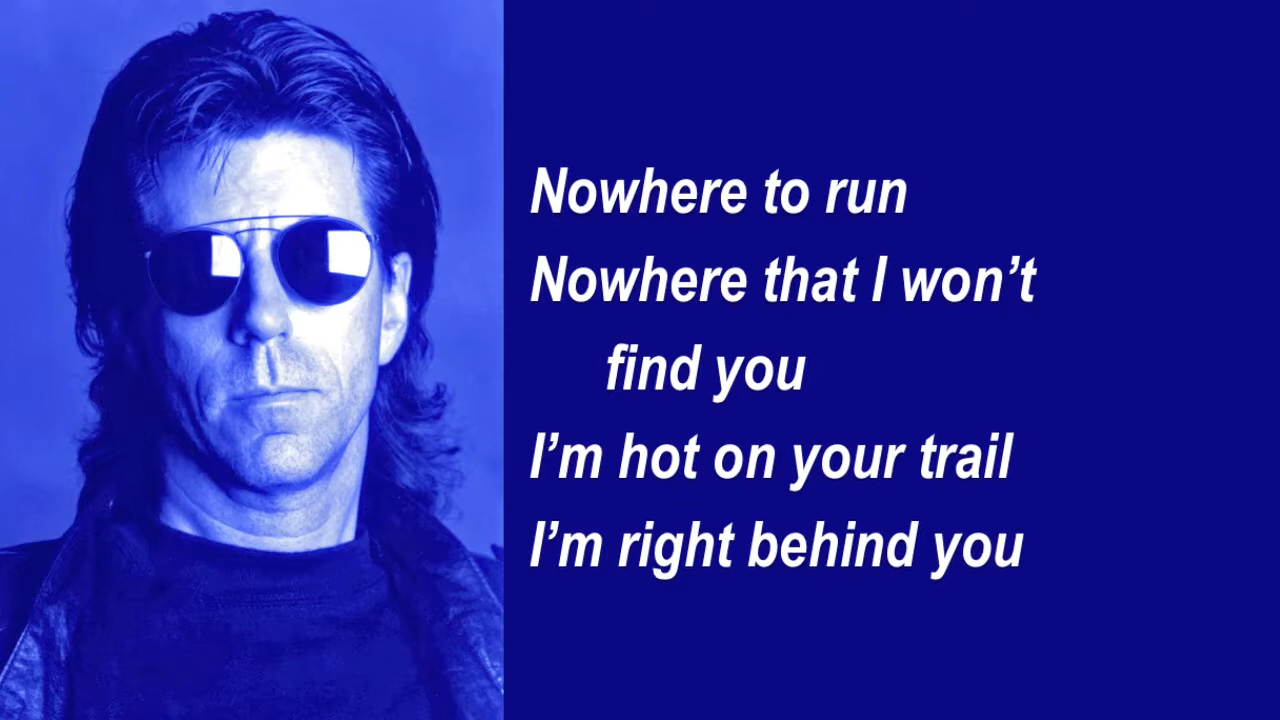 Nowhere to run
Nowhere that I won’t
find you
I’m hot on your trail
I’m right behind you